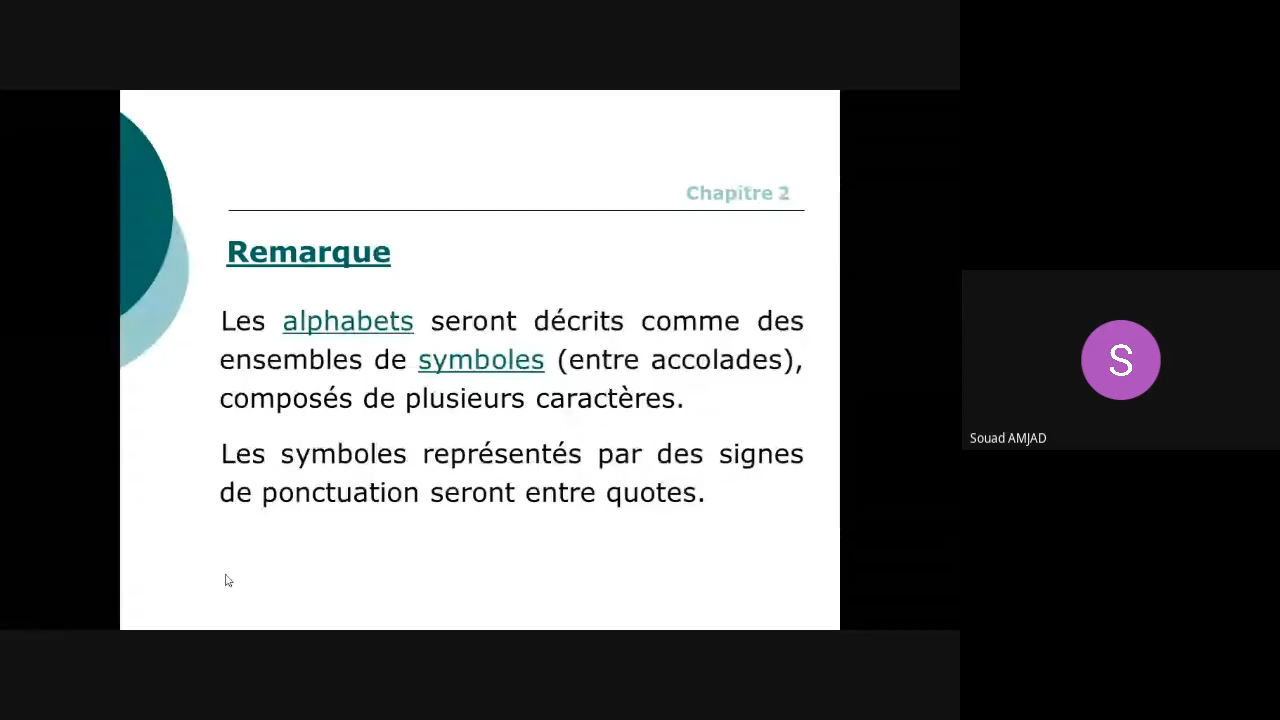 Chapitre 2
Remarque
Les alphabets seront décrits comme des
ensembles de symboles (entre accolades),
composés de plusieurs caractères.
Les symboles représentés par des signes
de ponctuation seront entre quotes.
S
Souad AMJAD